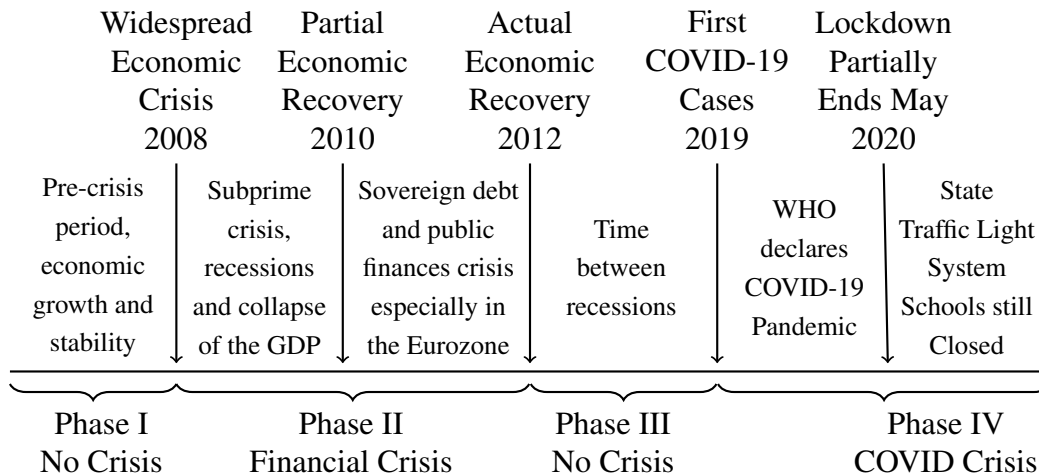 Widespread
Economic
Crisis
2008
Partial
Economic
Recovery
2010
Actual
Economic
Recovery
2012
First
COVID-19
Cases
2019
Lockdown
Partially
Ends May
2020
Pre-crisis
period,
economic
growth and
stability
Subprime
crisis,
recessions
and collapse
of the GDP
Sovereign debt
and public
finances crisis
especially in
the Eurozone
Time
between
recessions
WHO
declares
COVID-19
Pandemic
State
Traffic Light
System
Schools still
Closed
Phase I
No Crisis
Phase II
Financial Crisis
Phase III
No Crisis
Phase IV
COVID Crisis